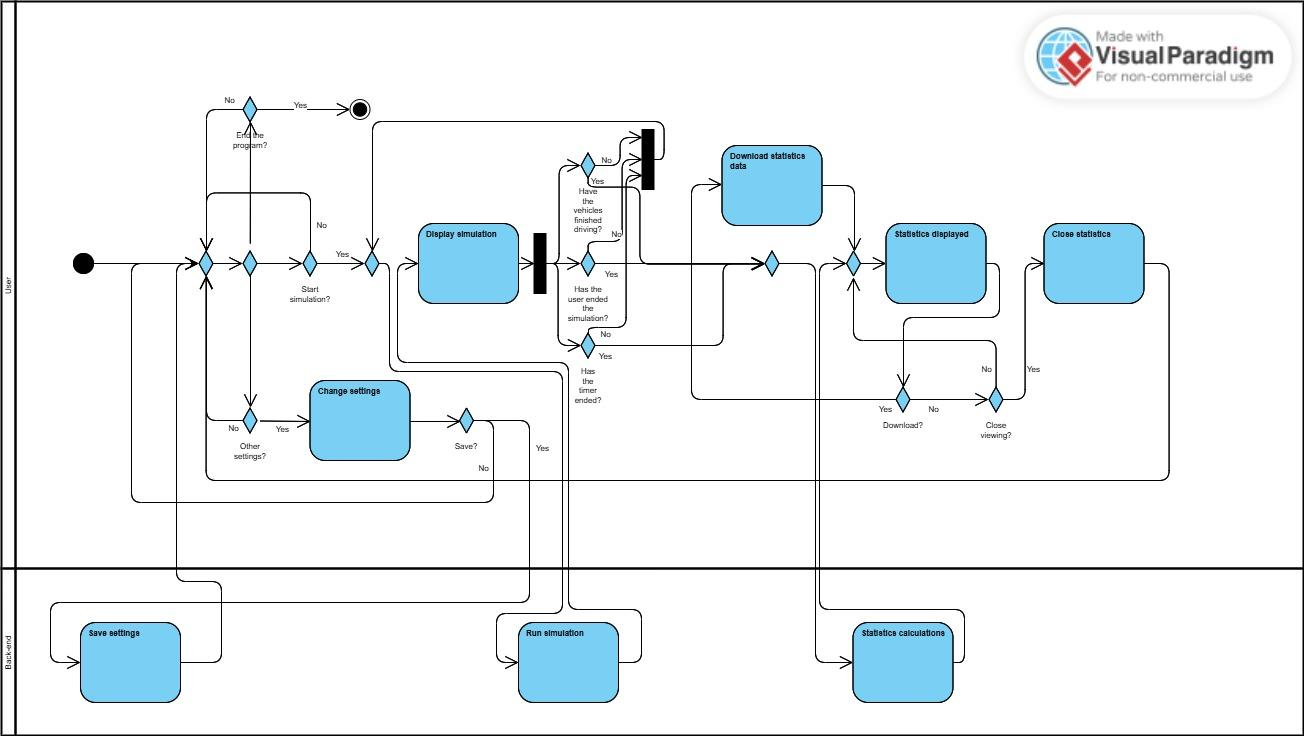 Made with
Visual Paradigm
For non-commercial use
No
Yes
End the
program?
No
Yes
Start
simulation?
Display simulation
No
Yes
Have
the
vehicles
finished
driving?
No
Yes
Has the
user ended
the
simulation?
No
Yes
Has
the
timer
ended?
Download statistics
data
Statistics displayed
Close statistics
No
Yes
Yes
No
Download?
Close
viewing?
No
Yes
Other
settings?
Change settings
Save?
Yes
No
User
Back-end
Save settings
Run simulation
Statistics calculations